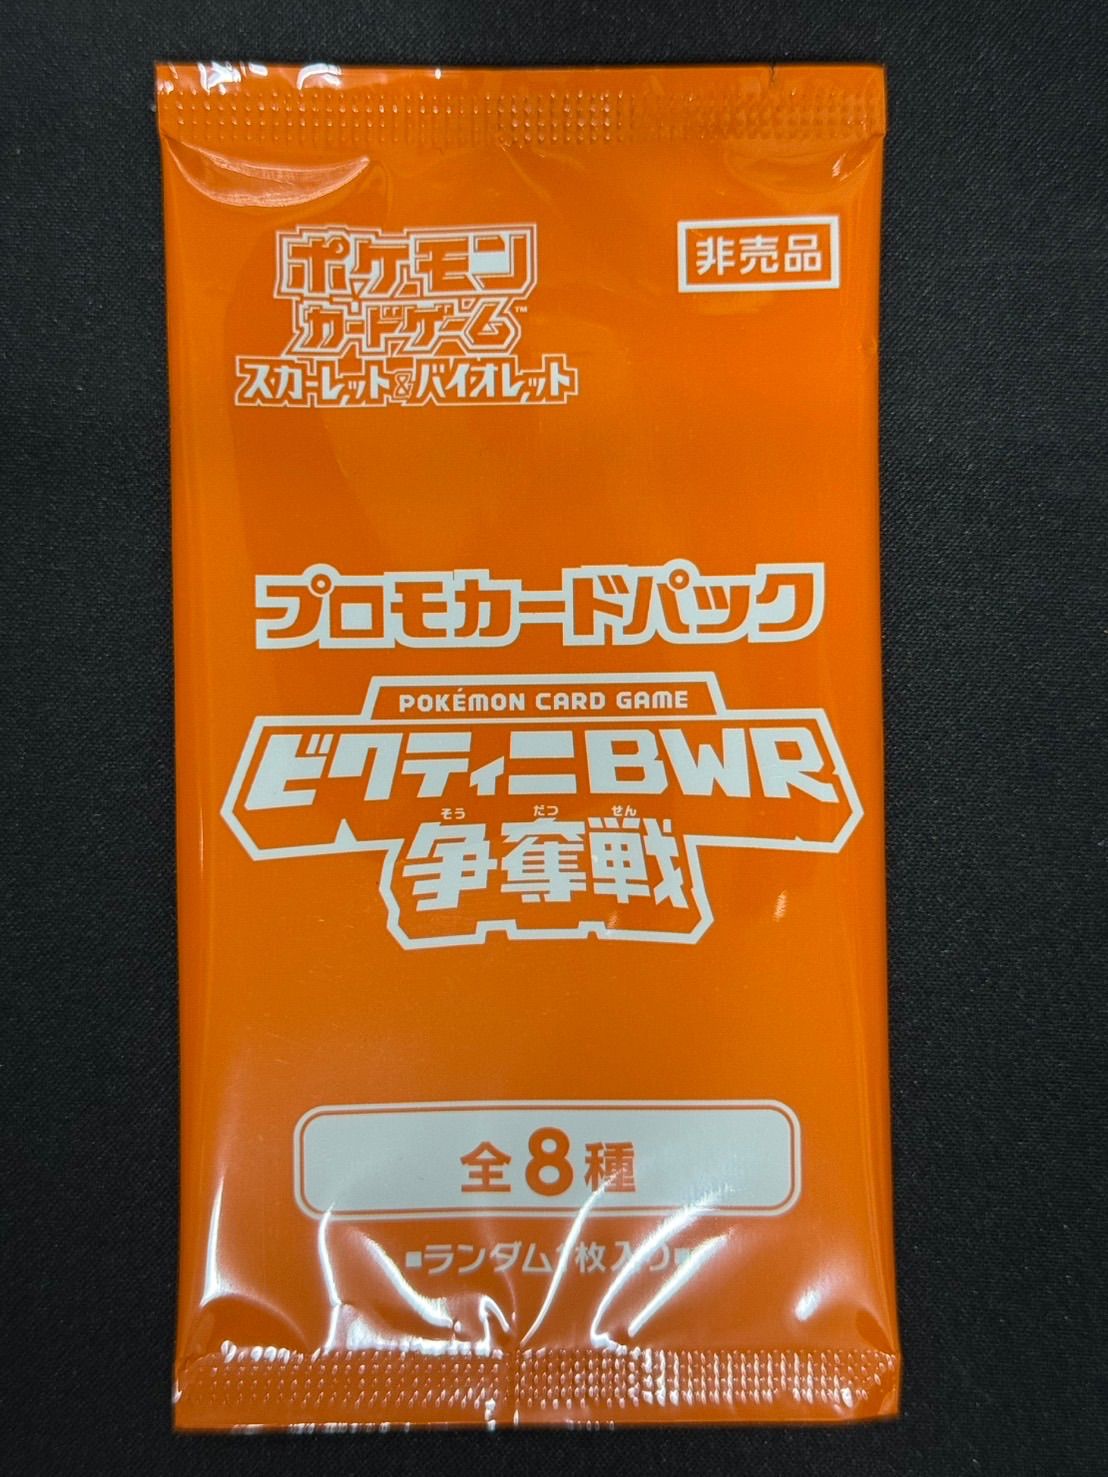 ポケモン
カードゲーム™
スカーレット&バイオレット
非売品
プロモカードパック
POKÉMON CARD GAME
ビクティニBWR
そう だつ せん
争奪戦
全8種
■ランダム1枚入り■